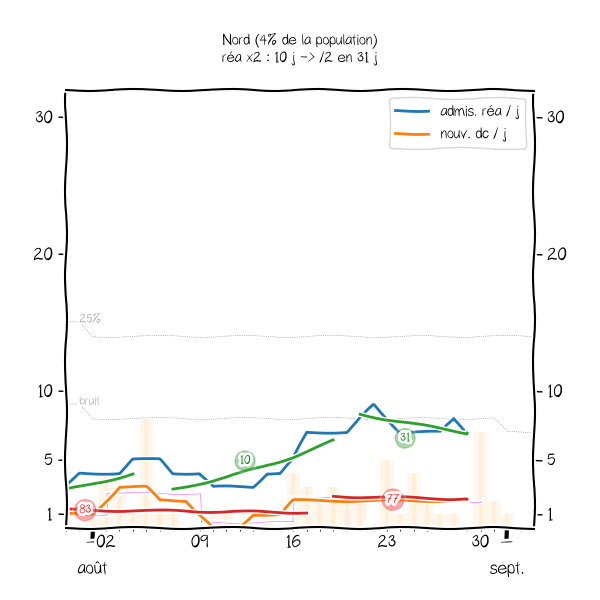 Nord (4% de la population)
réa x2 : 10 j -> /2 en 31 j
admis. réa / j
nouv. dc / j
30
30
20
20
25%
10
bruit
10
5
10
31
5
1
83
77
1
02
09
16
23
30
août
sept.